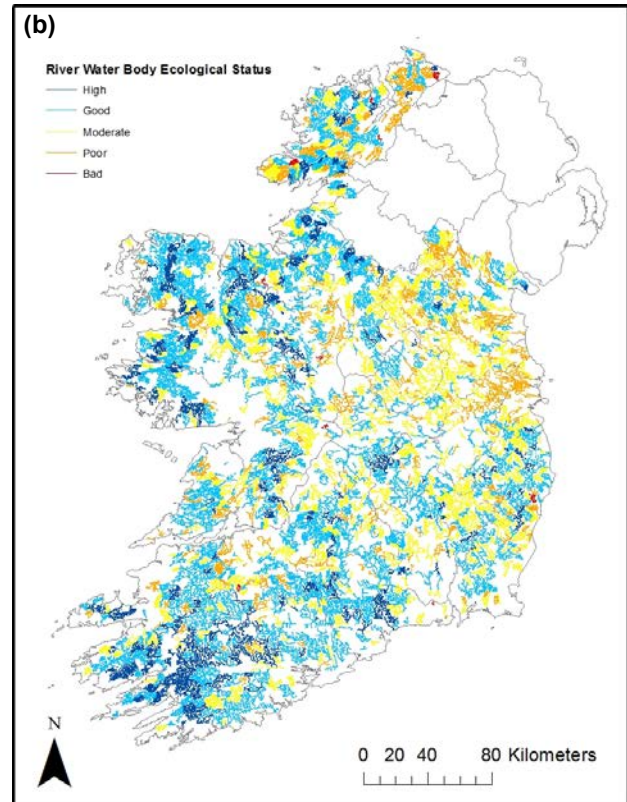 (b)
River Water Body Ecological Status
High
Good
Moderate
Poor
Bad
N
0 20 40 80 Kilometers